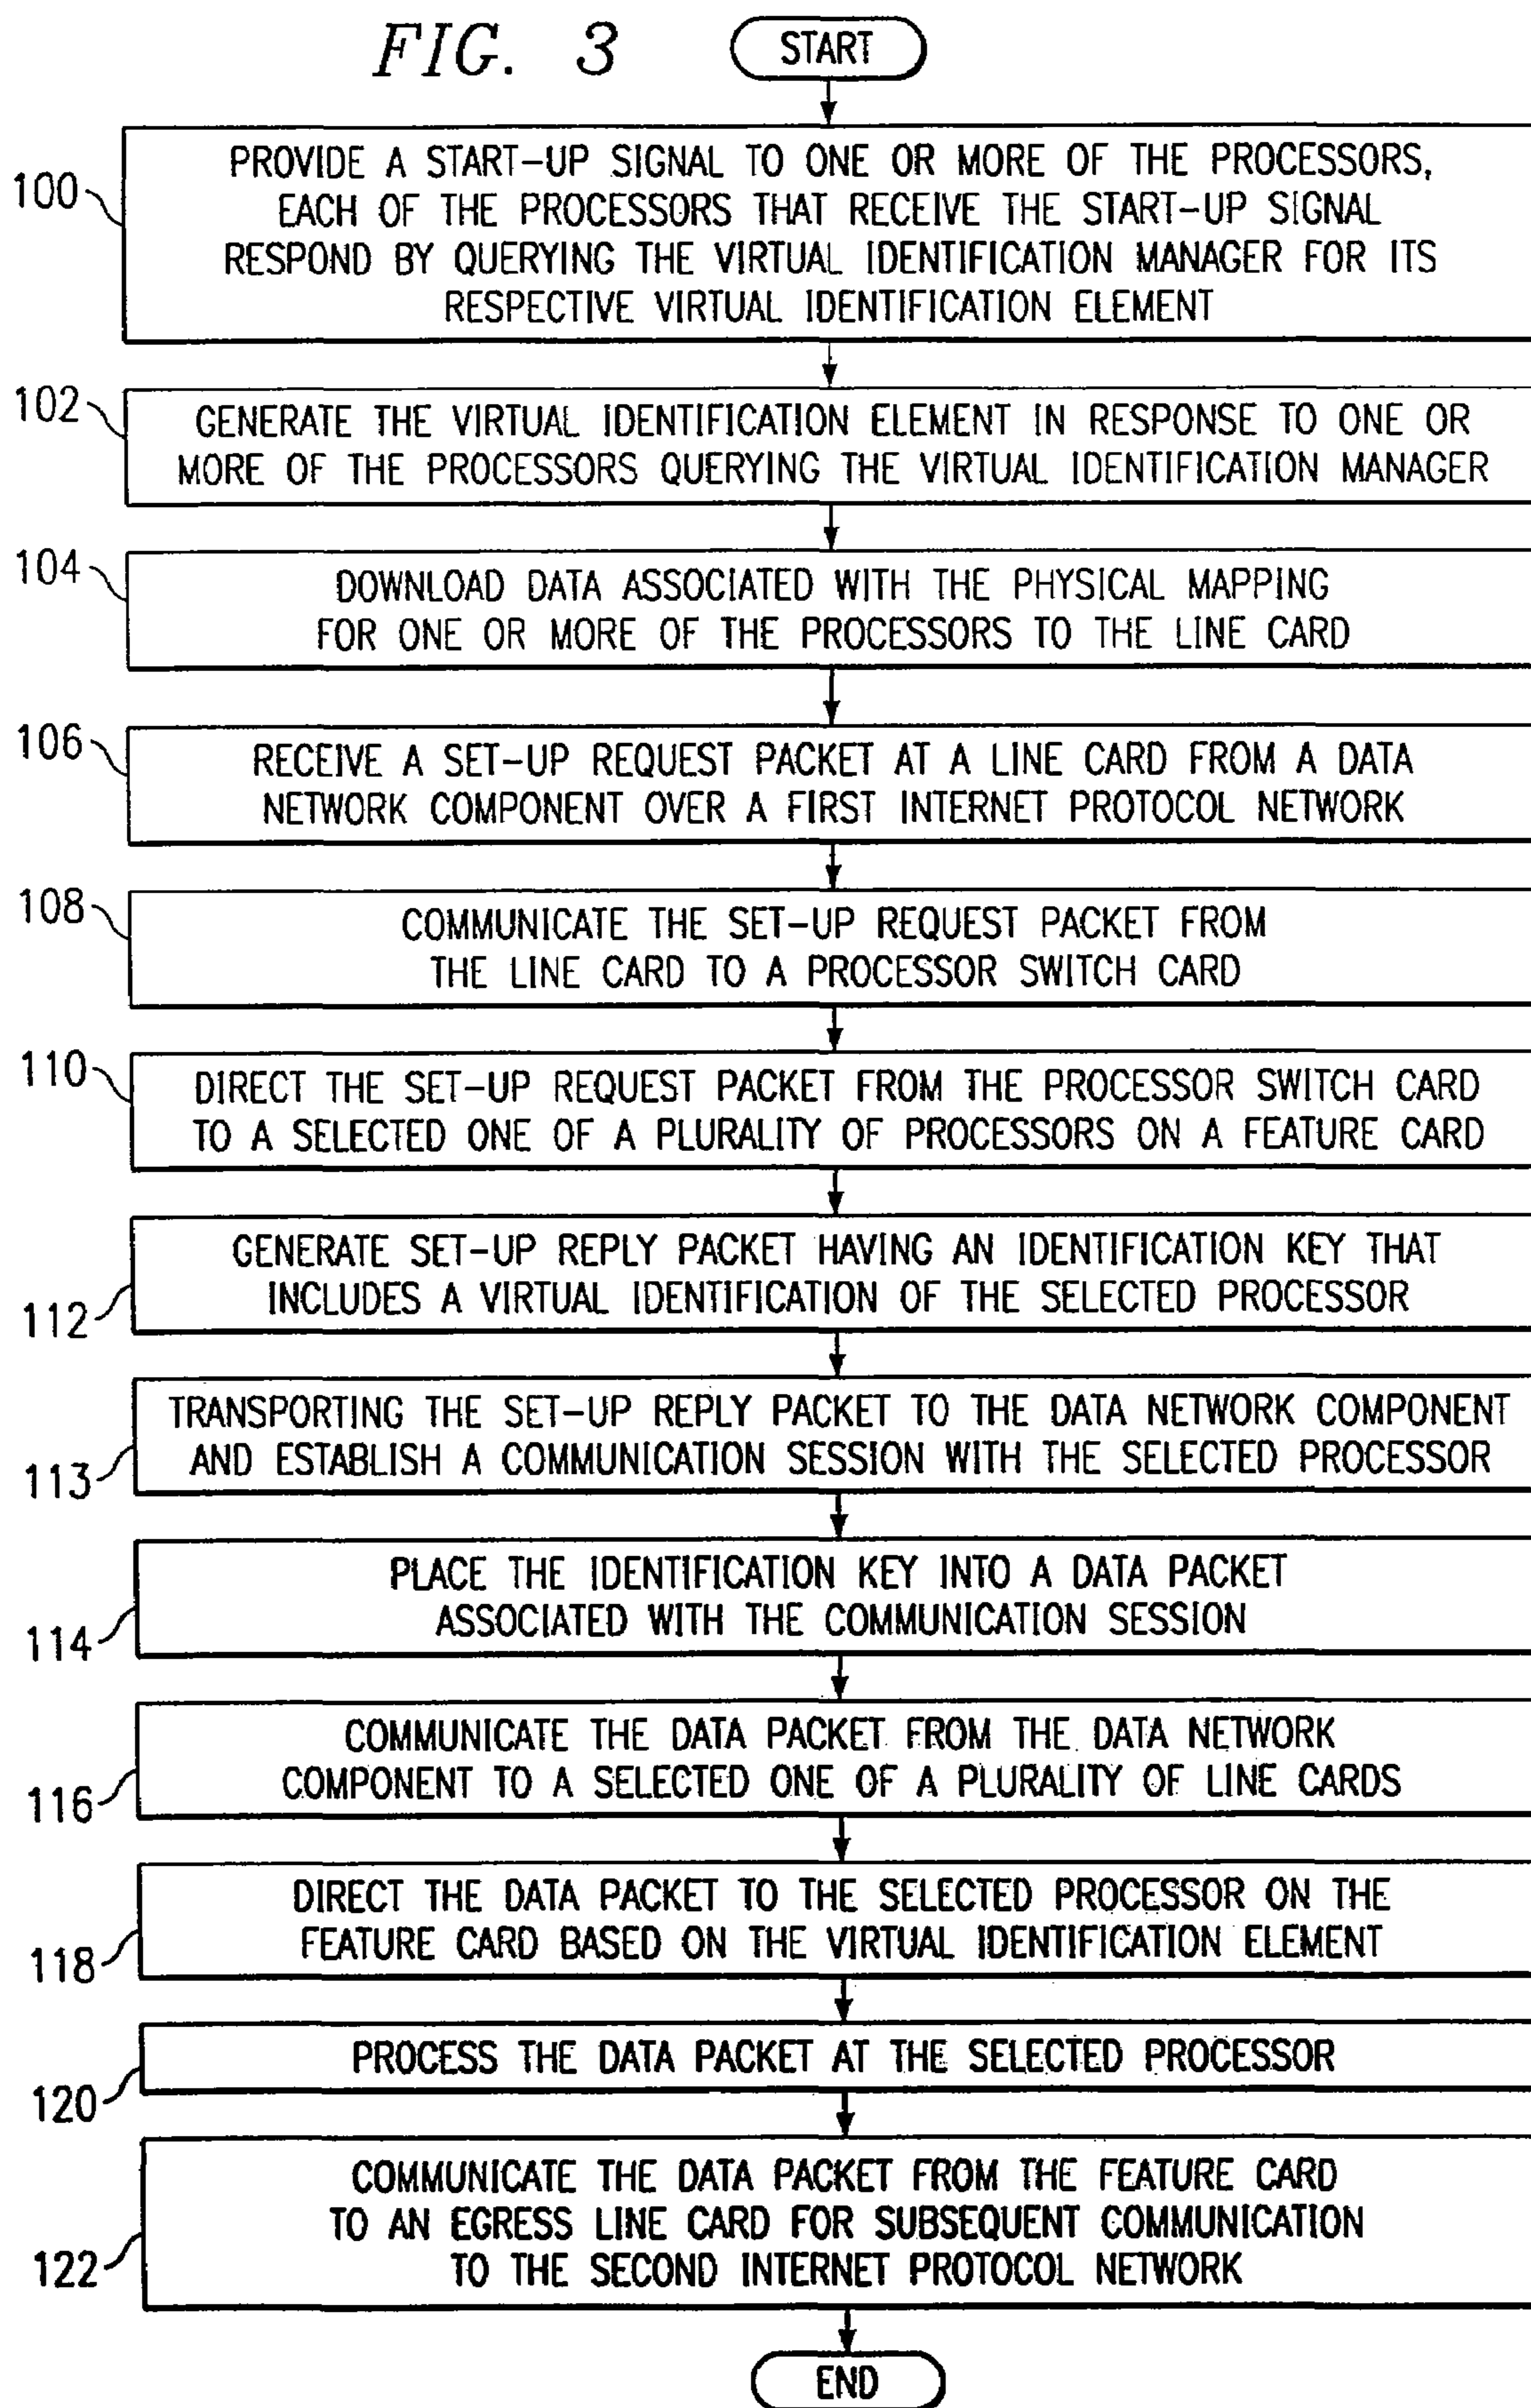 FIG. 3
START
100
PROVIDE A START-UP SIGNAL TO ONE OR MORE OF THE PROCESSORS,
EACH OF THE PROCESSORS THAT RECEIVE THE START-UP SIGNAL
RESPOND BY QUERYING THE VIRTUAL IDENTIFICATION MANAGER FOR ITS
RESPECTIVE VIRTUAL IDENTIFICATION ELEMENT
102
GENERATE THE VIRTUAL IDENTIFICATION ELEMENT IN RESPONSE TO ONE OR
MORE OF THE PROCESSORS QUERYING THE VIRTUAL IDENTIFICATION MANAGER
104
DOWNLOAD DATA ASSOCIATED WITH THE PHYSICAL MAPPING
FOR ONE OR MORE OF THE PROCESSORS TO THE LINE CARD
106
RECEIVE A SET-UP REQUEST PACKET AT A LINE CARD FROM A DATA
NETWORK COMPONENT OVER A FIRST INTERNET PROTOCOL NETWORK
108
COMMUNICATE THE SET-UP REQUEST PACKET FROM
THE LINE CARD TO A PROCESSOR SWITCH CARD
110
DIRECT THE SET-UP REQUEST PACKET FROM THE PROCESSOR SWITCH CARD
TO A SELECTED ONE OF A PLURALITY OF PROCESSORS ON A FEATURE CARD
GENERATE SET-UP REPLY PACKET HAVING AN IDENTIFICATION KEY THAT
INCLUDES A VIRTUAL IDENTIFICATION OF THE SELECTED PROCESSOR
112
TRANSPORTING THE SET-UP REPLY PACKET TO THE DATA NETWORK COMPONENT
AND ESTABLISH A COMMUNICATION SESSION WITH THE SELECTED PROCESSOR
113
PLACE THE IDENTIFICATION KEY INTO A DATA PACKET
ASSOCIATED WITH THE COMMUNICATION SESSION
114
COMMUNICATE THE DATA PACKET FROM THE DATA NETWORK
COMPONENT TO A SELECTED ONE OF A PLURALITY OF LINE CARDS
116
DIRECT THE DATA PACKET TO THE SELECTED PROCESSOR ON THE
FEATURE CARD BASED ON THE VIRTUAL IDENTIFICATION ELEMENT
118
PROCESS THE DATA PACKET AT THE SELECTED PROCESSOR
120
COMMUNICATE THE DATA PACKET FROM THE FEATURE CARD
TO AN EGRESS LINE CARD FOR SUBSEQUENT COMMUNICATION
TO THE SECOND INTERNET PROTOCOL NETWORK
122
END